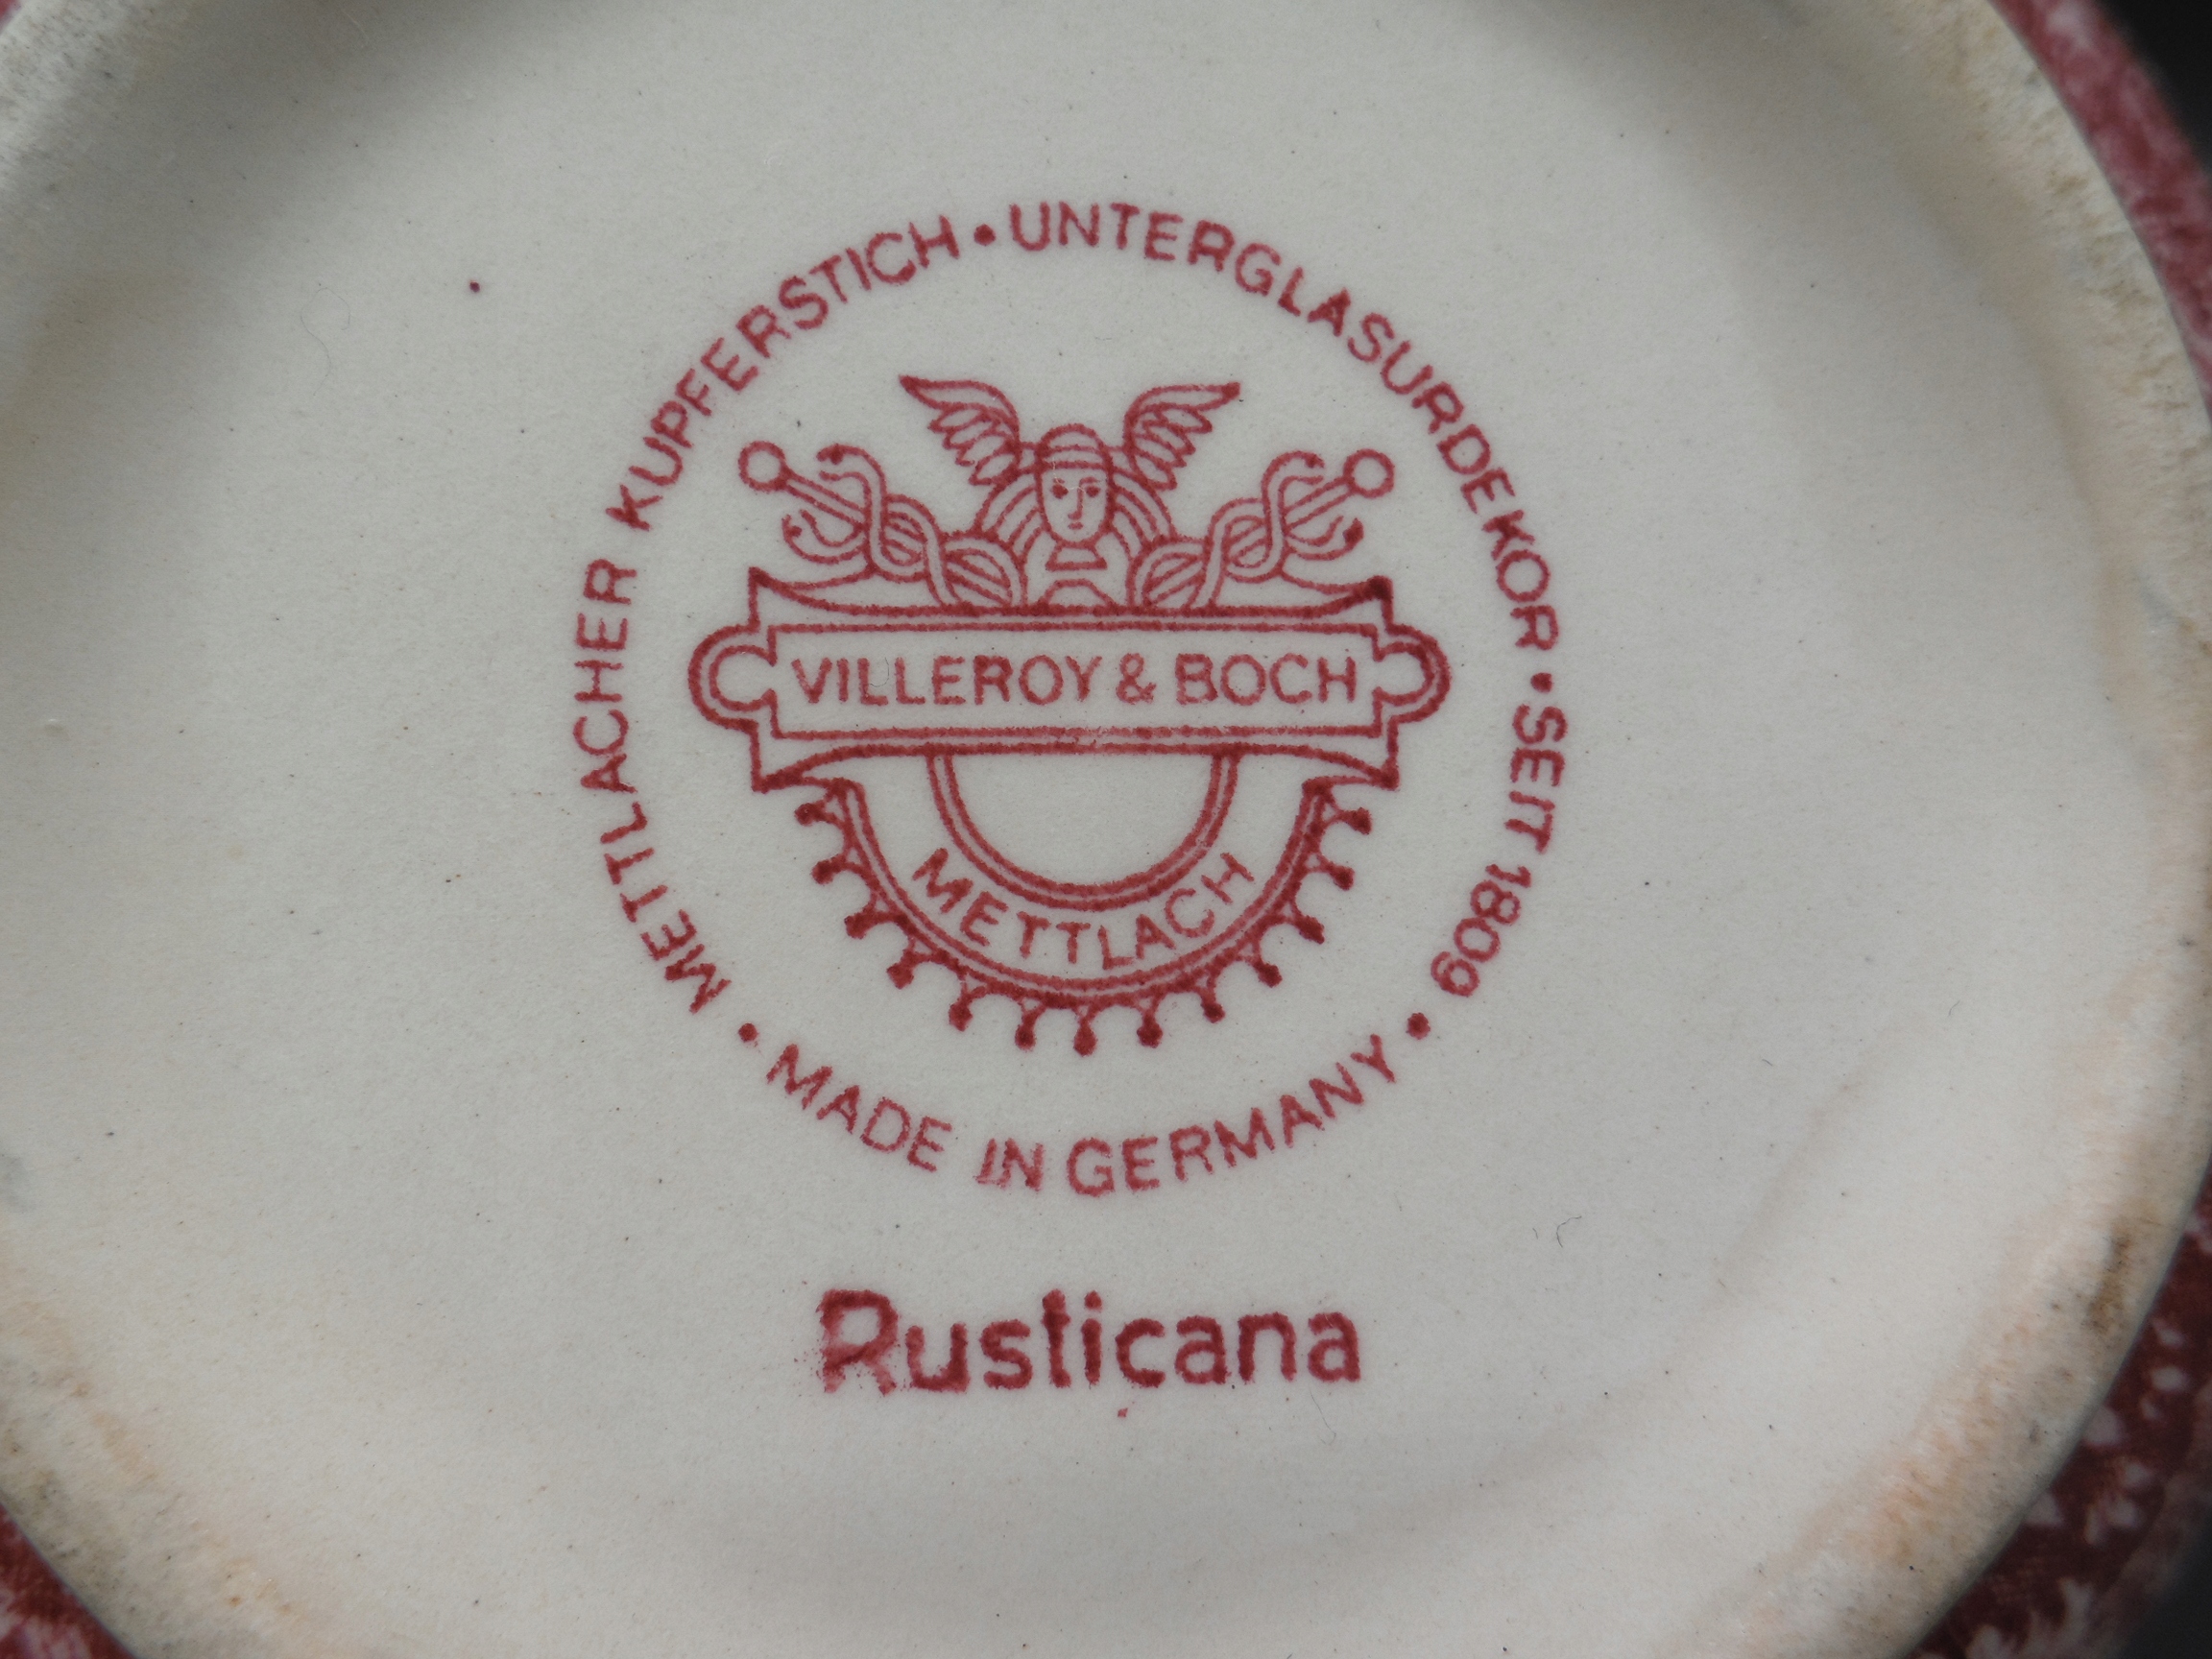 METTLACHER KUPFERSTICH • UNTERGLASURDEKOR • SEIT 1809 •
VILLEROY & BOCH
METTLACH
• MADE IN GERMANY
Rusticana